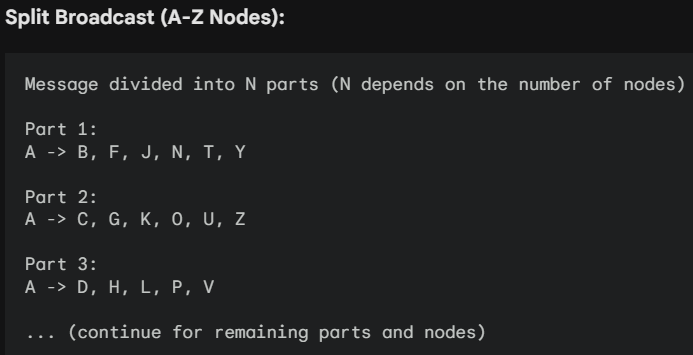 Split Broadcast (A-Z Nodes):
Message divided into N parts (N depends on the number of nodes)
Part 1:
A -> B, F, J, N, T, Y
Part 2:
A -> C, G, K, O, U, Z
Part 3:
A -> D, H, L, P, V
... (continue for remaining parts and nodes)